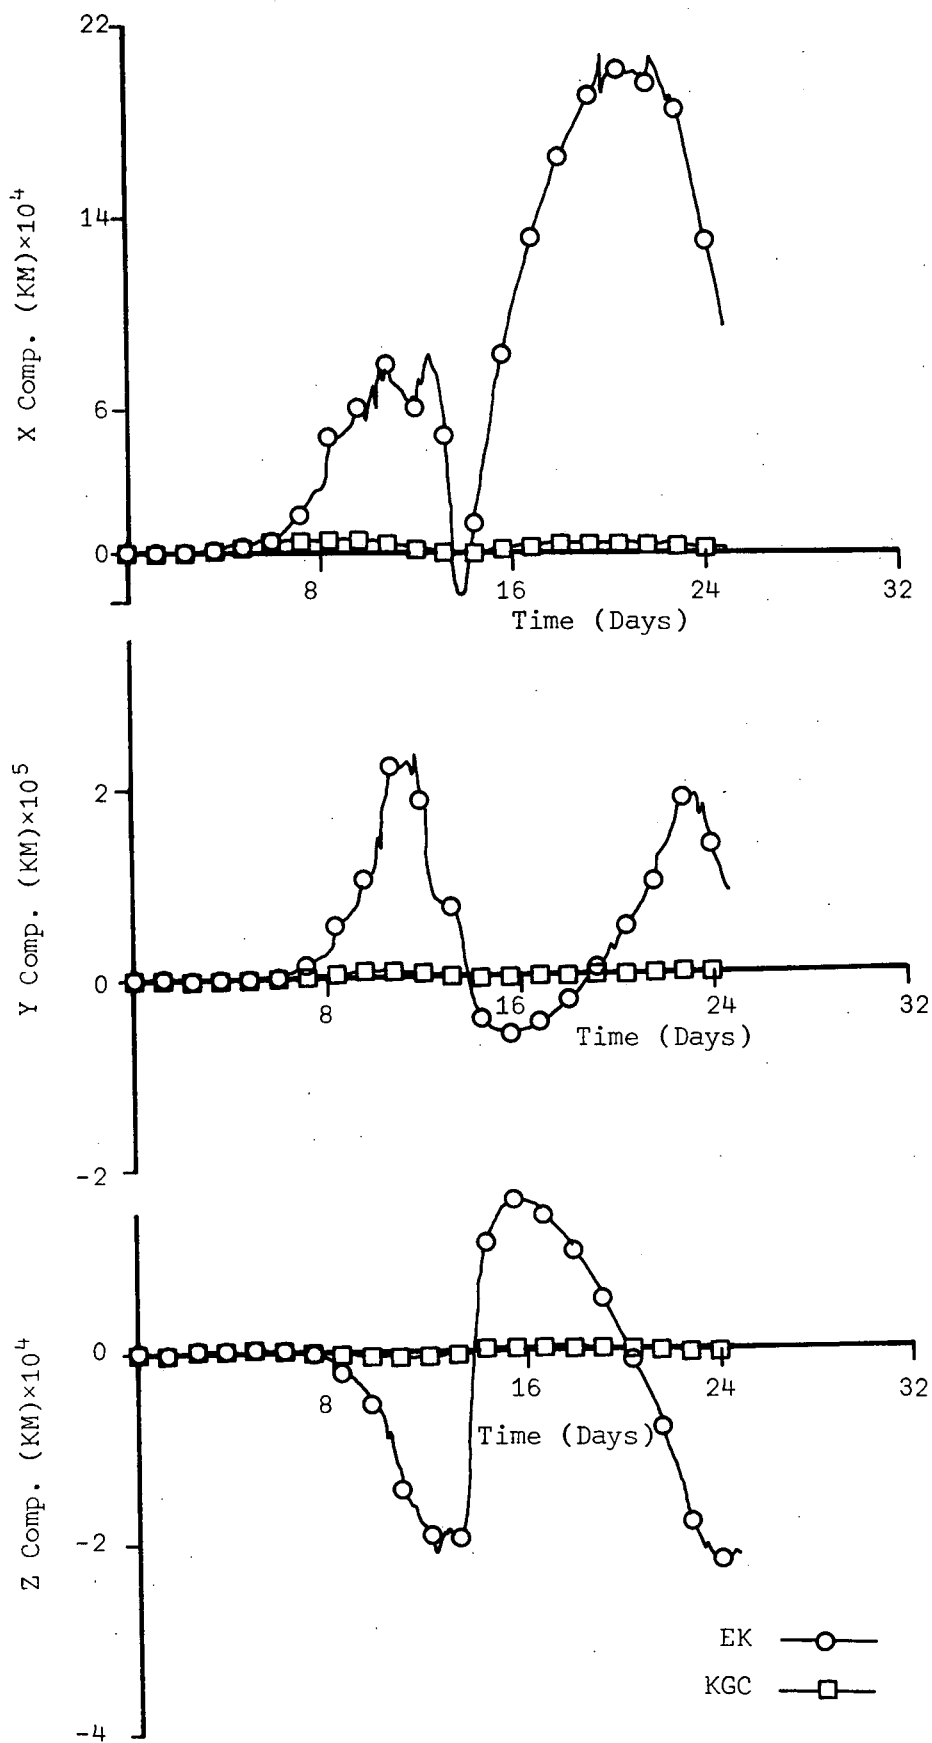 22
14
6
0
X Comp. (KM)×10⁴
8
16
24
32
Time (Days)
2
0
-2
Y Comp. (KM)×10⁵
8
16
24
32
Time (Days)
0
-2
-4
Z Comp. (KM)×10⁴
8
16
24
32
Time (Days)
EK
KGC